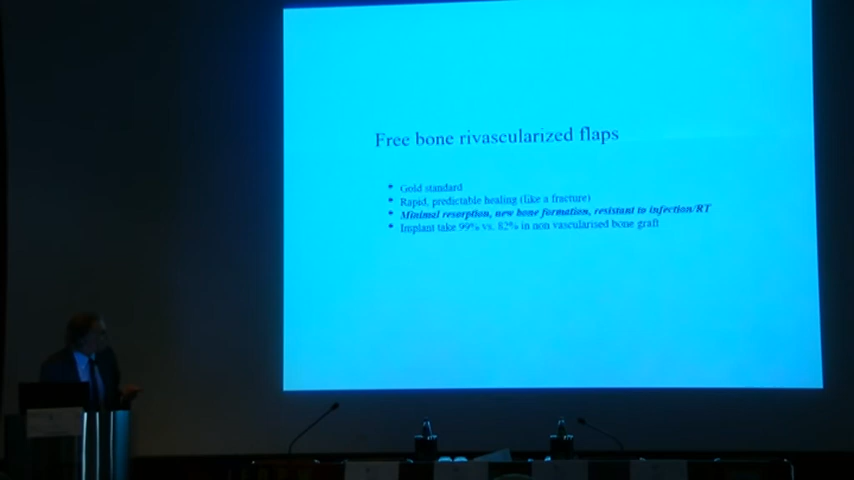 Free bone rivascularized flaps
Gold standard
Rapid, predictable healing (like a fracture)
Minimal resorption, new bone formation, resistant to infection/RT
Implant take 99% vs. 82% in non vascularised bone graft